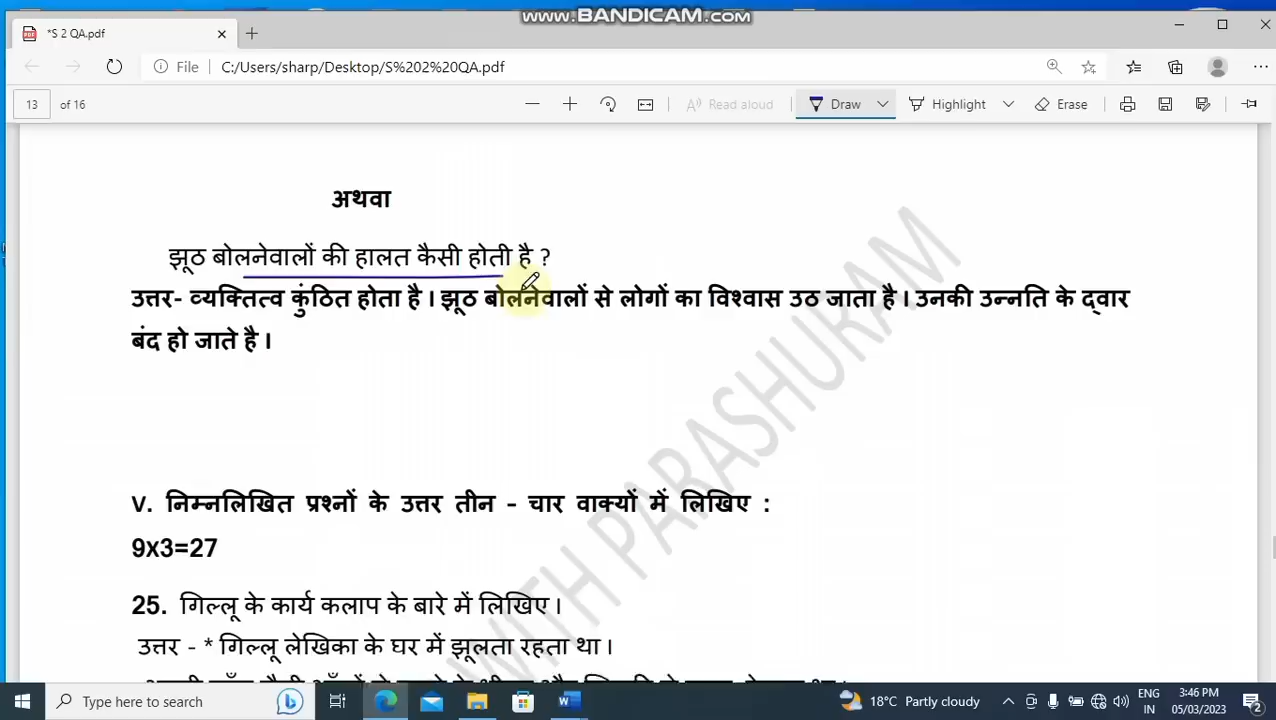 www.BANDICAM.com
*S 2 QA.pdf
File C:/Users/sharp/Desktop/S%202%20QA.pdf
13 of 16 Read aloud Draw Highlight Erase
अथवा
झूठ बोलनेवालों की हालत कैसी होती है ?
उत्तर- व्यक्तित्व कुंठित होता है । झूठ बोलनेवालों से लोगों का विश्वास उठ जाता है । उनकी उन्नति के द्वार
बंद हो जाते है ।
WITH PARASHURAM
V. निम्नलिखित प्रश्नों के उत्तर तीन - चार वाक्यों में लिखिए :
9x3=27
25. गिल्लू के कार्य कलाप के बारे में लिखिए ।
उत्तर - * गिल्लू लेखिका के घर में झूलता रहता था ।
Type here to search 18°C Partly cloudy ENG 3:46 PM
IN 05/03/2023 2